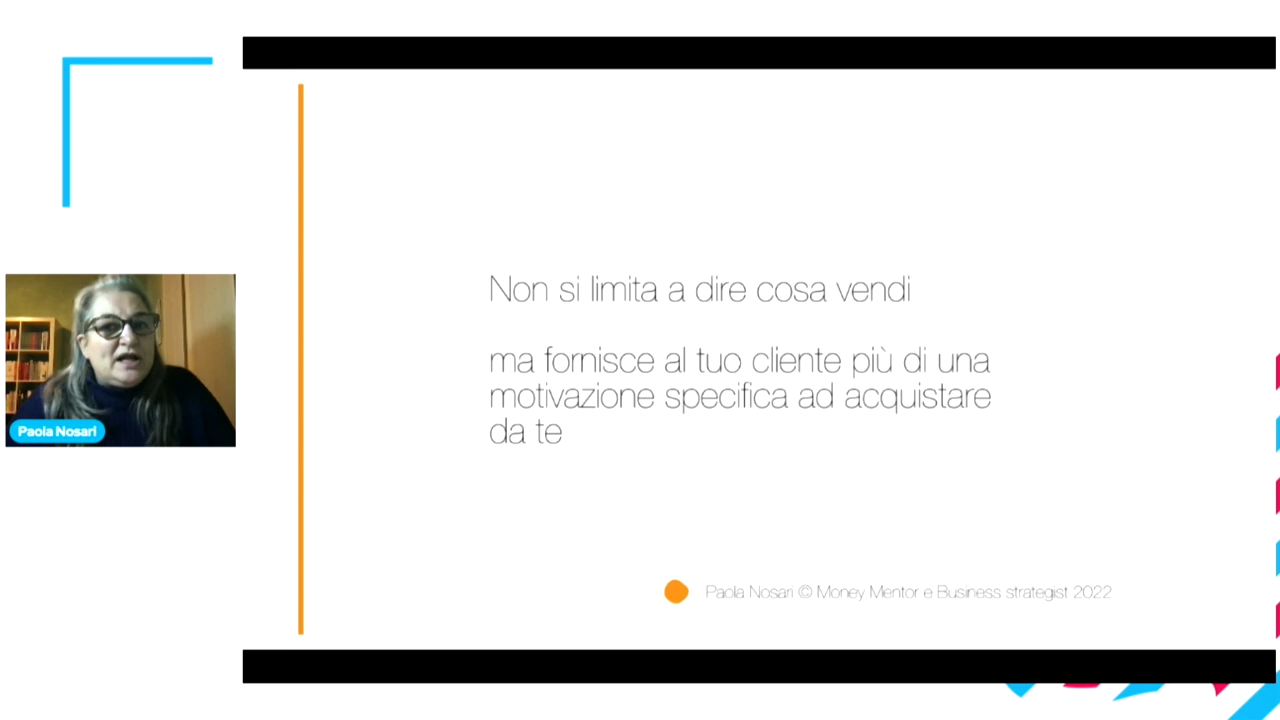 Non si limita a dire cosa vendi
ma fornisce al tuo cliente più di una
motivazione specifica ad acquistare
da te
Paola Nosari
Paola Nosari © Money Mentor e Business strategist 2022